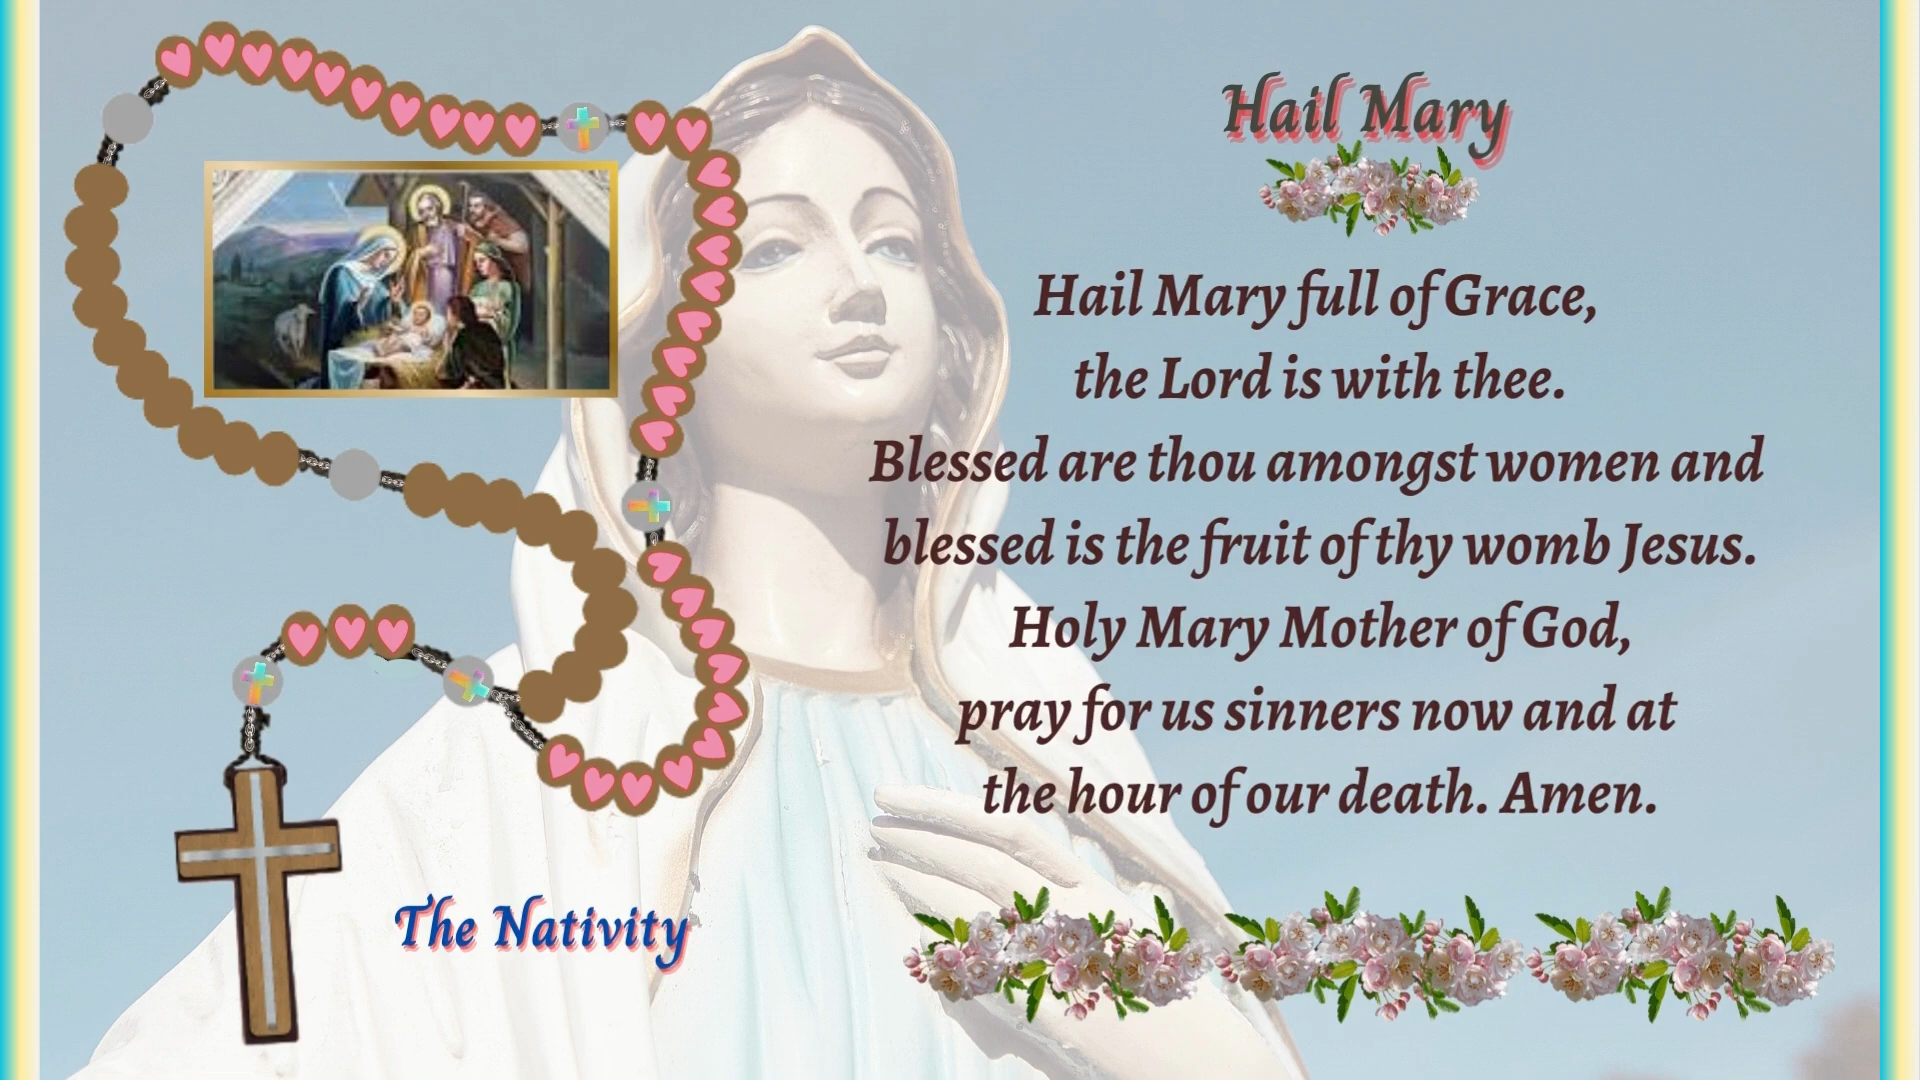 Hail Mary
Hail Mary full of Grace,
the Lord is with thee.
Blessed are thou amongst women and
blessed is the fruit of thy womb Jesus.
Holy Mary Mother of God,
pray for us sinners now and at
the hour of our death. Amen.
The Nativity